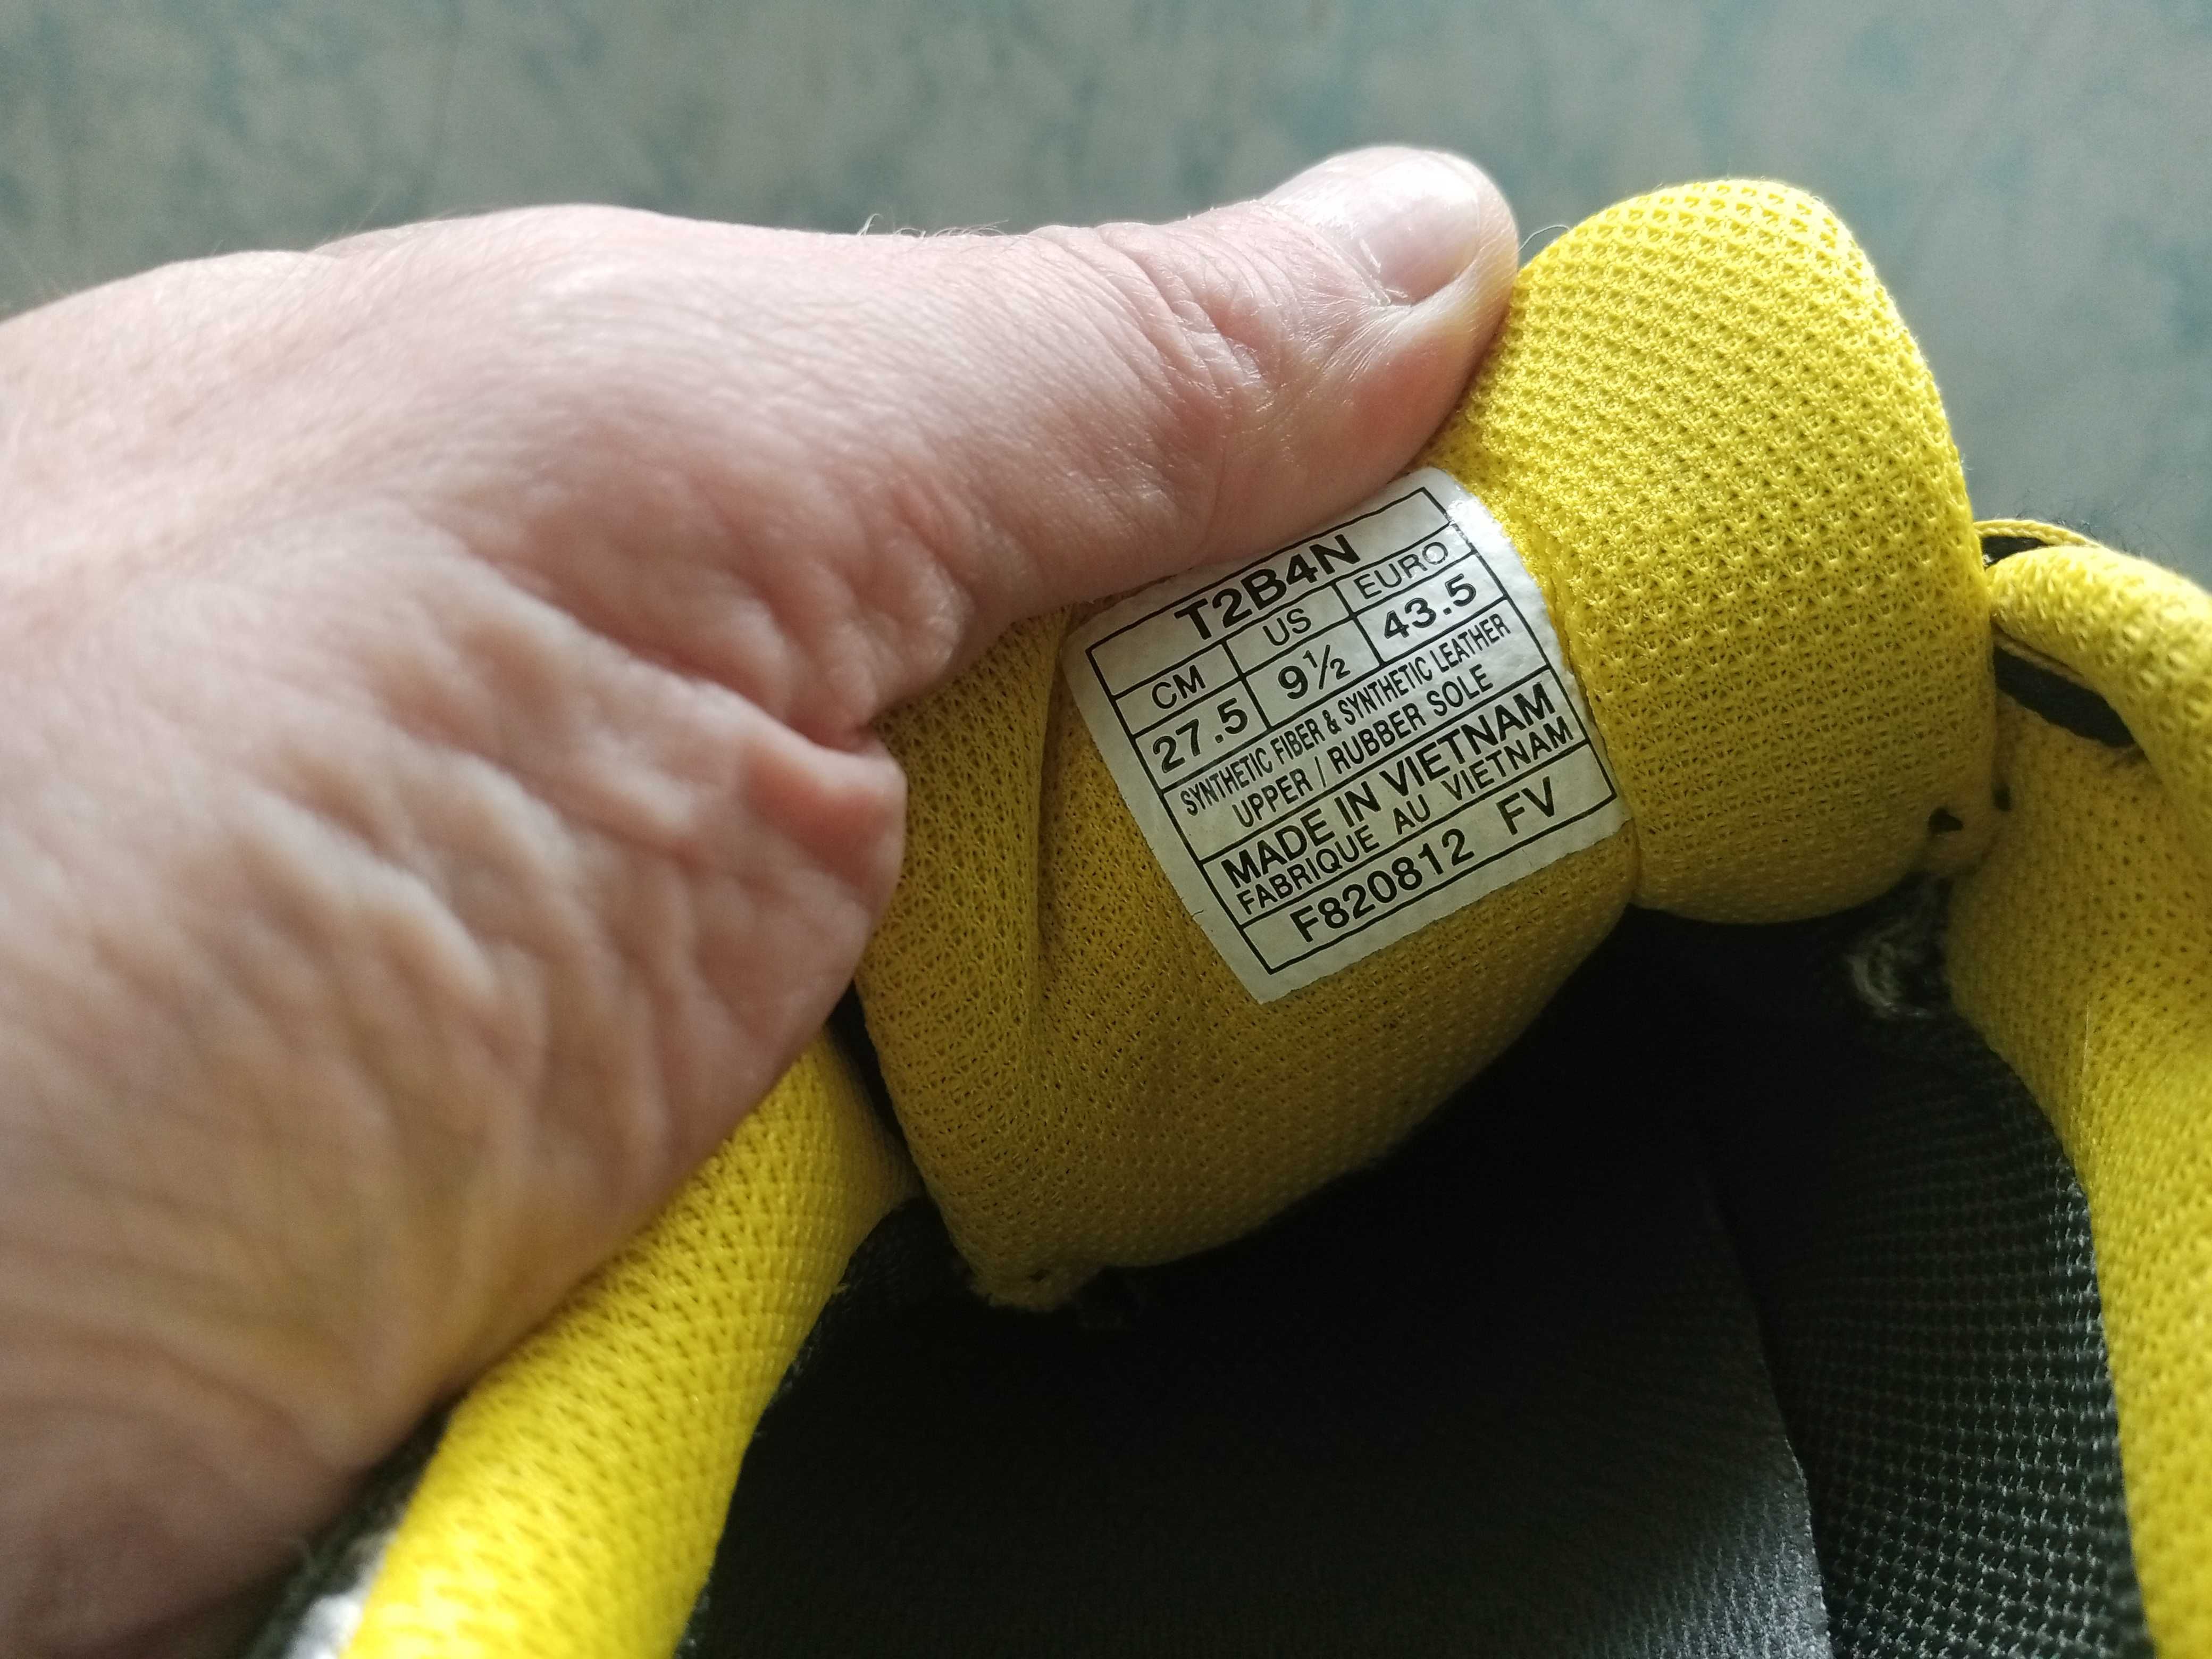 T2B4N
CM US EURO
27.5 9½ 43.5
SYNTHETIC FIBER & SYNTHETIC LEATHER
UPPER / RUBBER SOLE
MADE IN VIETNAM
FABRIQUE AU VIETNAM
F820812 FV